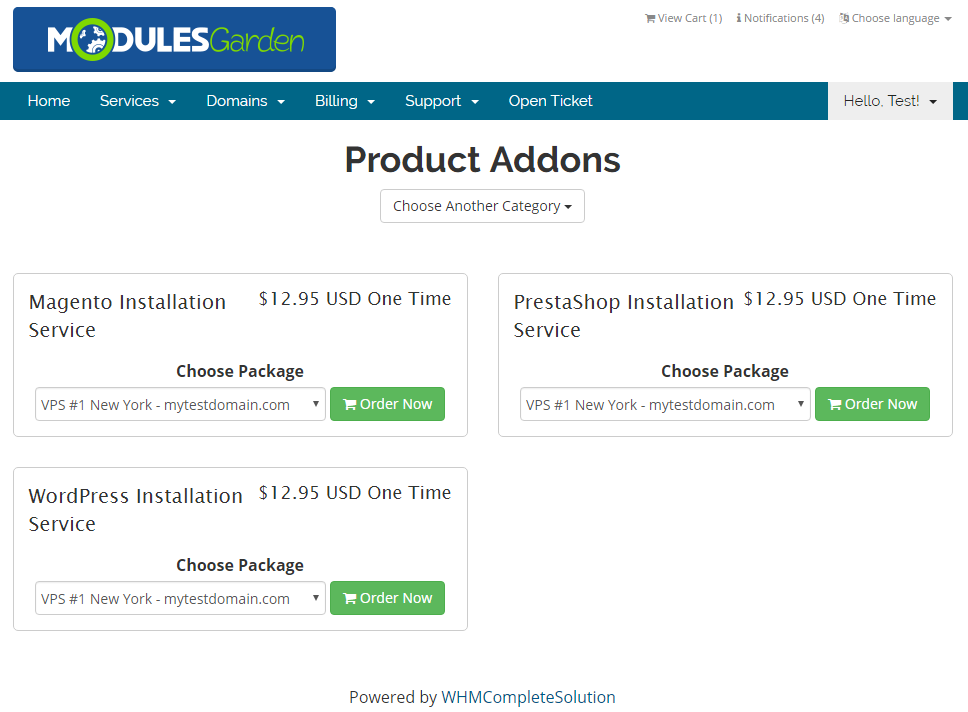 MODULESGarden
View Cart (1) Notifications (4) Choose language
Home Services Domains Billing Support Open Ticket Hello, Test!
Product Addons
Choose Another Category
Magento Installation Service $12.95 USD One Time
Choose Package
VPS #1 New York - mytestdomain.com Order Now
PrestaShop Installation Service $12.95 USD One Time
Choose Package
VPS #1 New York - mytestdomain.com Order Now
WordPress Installation Service $12.95 USD One Time
Choose Package
VPS #1 New York - mytestdomain.com Order Now
Powered by WHMCompleteSolution